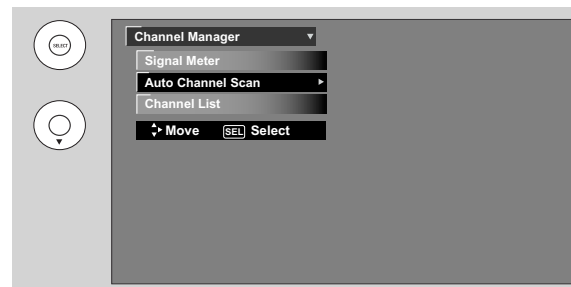 SELECT
Channel Manager
Signal Meter
Auto Channel Scan
Channel List
Move SEL Select